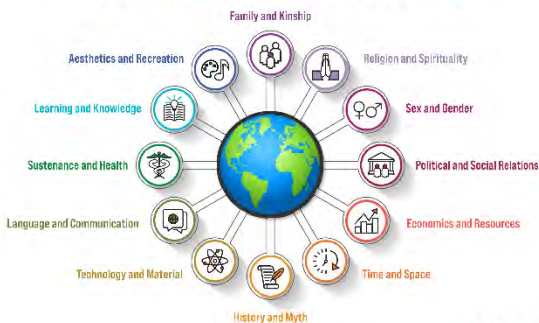 Family and Kinship
Aesthetics and Recreation
Religion and Spirituality
Learning and Knowledge
Sex and Gender
Sustenance and Health
Political and Social Relations
Language and Communication
Economics and Resources
Technology and Material
Time and Space
History and Myth